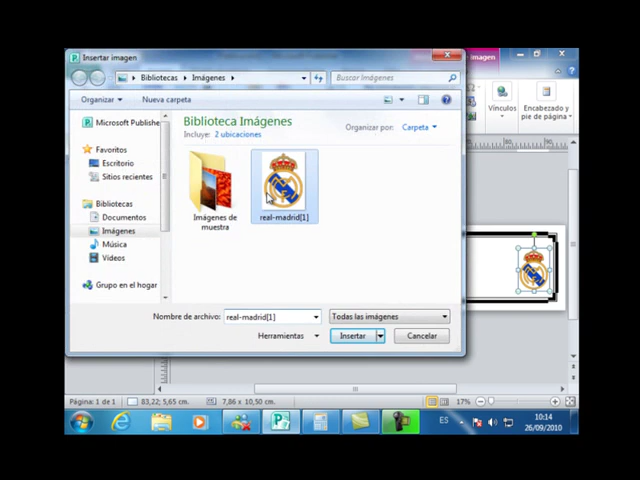 Insertar imagen
Bibliotecas
Imágenes
Buscar Imágenes
imagen
Organizar
Nueva carpeta
Microsoft Publishe
Biblioteca Imágenes
Incluye: 2 ubicaciones
Organizar por:
Carpeta
Vínculos
Encabezado y
pie de página
Favoritos
Escritorio
Sitios recientes
Bibliotecas
Documentos
Imágenes
Música
Vídeos
Grupo en el hogar
Imágenes de
muestra
real-madrid[1]
Nombre de archivo:
real-madrid[1]
Todas las imágenes
Herramientas
Insertar
Cancelar
Página: 1 de 1
83,22; 5,65 cm.
7,86 x 10,50 cm.
17%
ES
10:14
26/09/2010